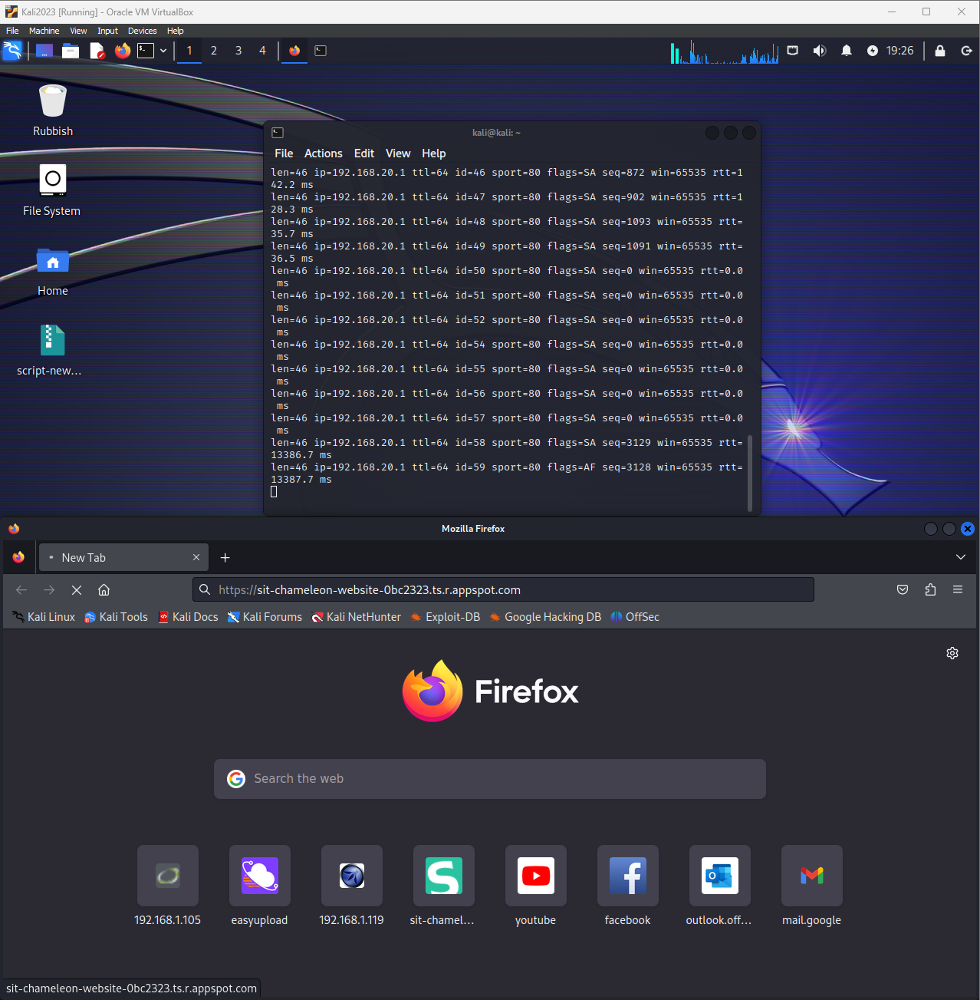 Kali2023 [Running] - Oracle VM VirtualBox
File Machine View Input Devices Help
1 2 3 4 19:26
Rubbish
File System
Home
script-new...
kali@kali: ~
File Actions Edit View Help
len=46 ip=192.168.20.1 ttl=64 id=46 sport=80 flags=SA seq=872 win=65535 rtt=1
42.2 ms
len=46 ip=192.168.20.1 ttl=64 id=47 sport=80 flags=SA seq=902 win=65535 rtt=1
28.3 ms
len=46 ip=192.168.20.1 ttl=64 id=48 sport=80 flags=SA seq=1093 win=65535 rtt=
35.7 ms
len=46 ip=192.168.20.1 ttl=64 id=49 sport=80 flags=SA seq=1091 win=65535 rtt=
36.5 ms
len=46 ip=192.168.20.1 ttl=64 id=50 sport=80 flags=SA seq=0 win=65535 rtt=0.0
ms
len=46 ip=192.168.20.1 ttl=64 id=51 sport=80 flags=SA seq=0 win=65535 rtt=0.0
ms
len=46 ip=192.168.20.1 ttl=64 id=52 sport=80 flags=SA seq=0 win=65535 rtt=0.0
ms
len=46 ip=192.168.20.1 ttl=64 id=54 sport=80 flags=SA seq=0 win=65535 rtt=0.0
ms
len=46 ip=192.168.20.1 ttl=64 id=55 sport=80 flags=SA seq=0 win=65535 rtt=0.0
ms
len=46 ip=192.168.20.1 ttl=64 id=56 sport=80 flags=SA seq=0 win=65535 rtt=0.0
ms
len=46 ip=192.168.20.1 ttl=64 id=57 sport=80 flags=SA seq=0 win=65535 rtt=0.0
ms
len=46 ip=192.168.20.1 ttl=64 id=58 sport=80 flags=SA seq=3129 win=65535 rtt=
13386.7 ms
len=46 ip=192.168.20.1 ttl=64 id=59 sport=80 flags=AF seq=3128 win=65535 rtt=
13387.7 ms
Mozilla Firefox
New Tab
https://sit-chameleon-website-0bc2323.ts.r.appspot.com
Kali Linux Kali Tools Kali Docs Kali Forums Kali NetHunter Exploit-DB Google Hacking DB OffSec
Firefox
Search the web
192.168.1.105 easyupload 192.168.1.119 sit-chamel... youtube facebook outlook.off... mail.google
sit-chameleon-website-0bc2323.ts.r.appspot.com